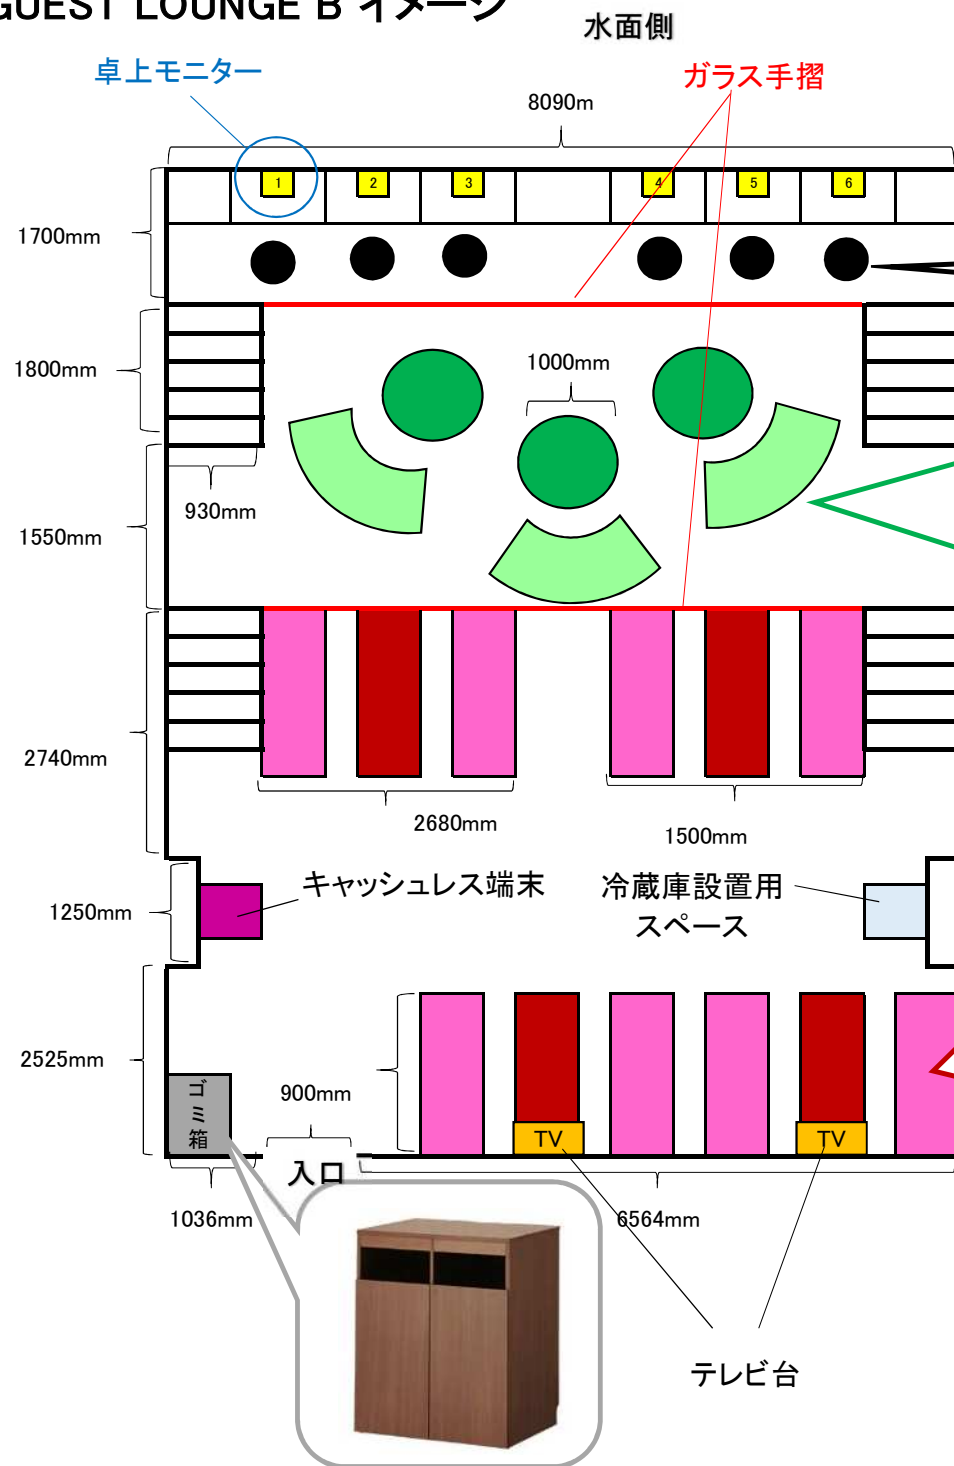 GUEST LOUNGE B イメージ
水面側
卓上モニター
ガラス手摺
8090m
1 2 3 4 5 6
1700mm
1800mm
1000mm
930mm
1550mm
2740mm
2680mm
1500mm
キャッシュレス端末
冷蔵庫設置用
スペース
1250mm
2525mm
900mm
ゴミ箱
TV
TV
入口
1036mm
6564mm
テレビ台